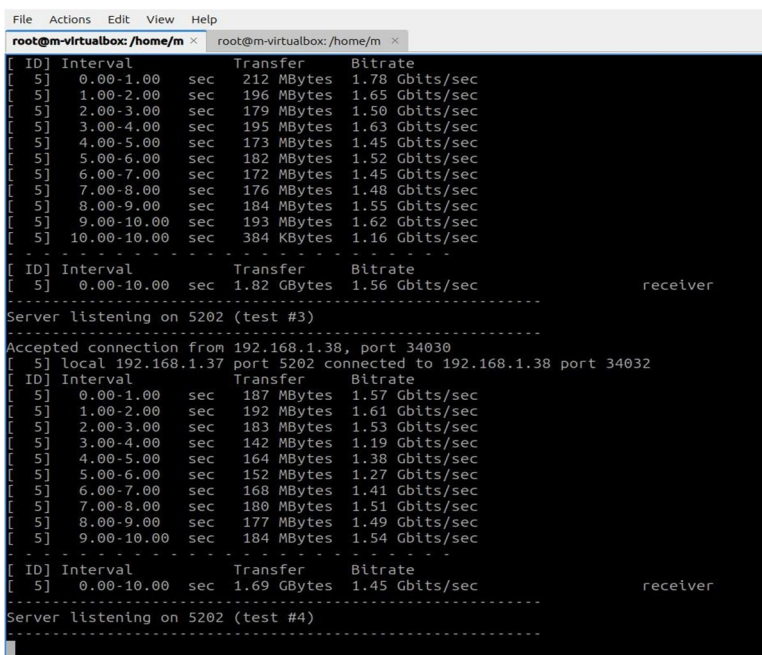 File Actions Edit View Help
root@m-virtualbox: /home/m × root@m-virtualbox: /home/m ×
[ ID] Interval Transfer Bitrate
[ 5] 0.00-1.00 sec 212 MBytes 1.78 Gbits/sec
[ 5] 1.00-2.00 sec 196 MBytes 1.65 Gbits/sec
[ 5] 2.00-3.00 sec 179 MBytes 1.50 Gbits/sec
[ 5] 3.00-4.00 sec 195 MBytes 1.63 Gbits/sec
[ 5] 4.00-5.00 sec 173 MBytes 1.45 Gbits/sec
[ 5] 5.00-6.00 sec 182 MBytes 1.52 Gbits/sec
[ 5] 6.00-7.00 sec 172 MBytes 1.45 Gbits/sec
[ 5] 7.00-8.00 sec 176 MBytes 1.48 Gbits/sec
[ 5] 8.00-9.00 sec 184 MBytes 1.55 Gbits/sec
[ 5] 9.00-10.00 sec 193 MBytes 1.62 Gbits/sec
[ 5] 10.00-10.00 sec 384 KBytes 1.16 Gbits/sec
- - - - - - - - - - - - - - - - - - - - - - - - -
[ ID] Interval Transfer Bitrate
[ 5] 0.00-10.00 sec 1.82 GBytes 1.56 Gbits/sec receiver
-----------------------------------------------------------
Server listening on 5202 (test #3)
-----------------------------------------------------------
Accepted connection from 192.168.1.38, port 34030
[ 5] local 192.168.1.37 port 5202 connected to 192.168.1.38 port 34032
[ ID] Interval Transfer Bitrate
[ 5] 0.00-1.00 sec 187 MBytes 1.57 Gbits/sec
[ 5] 1.00-2.00 sec 192 MBytes 1.61 Gbits/sec
[ 5] 2.00-3.00 sec 183 MBytes 1.53 Gbits/sec
[ 5] 3.00-4.00 sec 142 MBytes 1.19 Gbits/sec
[ 5] 4.00-5.00 sec 164 MBytes 1.38 Gbits/sec
[ 5] 5.00-6.00 sec 152 MBytes 1.27 Gbits/sec
[ 5] 6.00-7.00 sec 168 MBytes 1.41 Gbits/sec
[ 5] 7.00-8.00 sec 180 MBytes 1.51 Gbits/sec
[ 5] 8.00-9.00 sec 177 MBytes 1.49 Gbits/sec
[ 5] 9.00-10.00 sec 184 MBytes 1.54 Gbits/sec
- - - - - - - - - - - - - - - - - - - - - - - - -
[ ID] Interval Transfer Bitrate
[ 5] 0.00-10.00 sec 1.69 GBytes 1.45 Gbits/sec receiver
-----------------------------------------------------------
Server listening on 5202 (test #4)
-----------------------------------------------------------